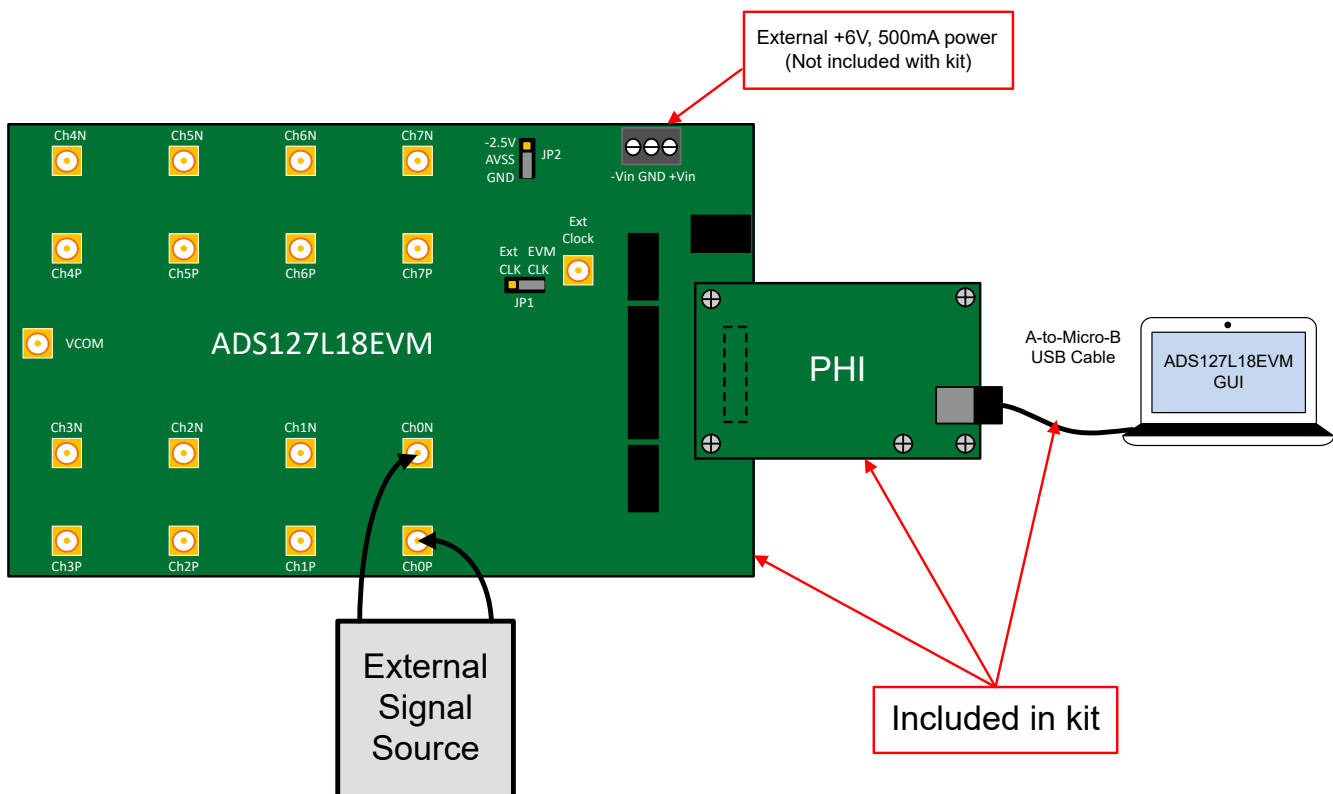 External +6V, 500mA power
(Not included with kit)
Ch4N
Ch5N
Ch6N
Ch7N
-2.5V
AVSS
GND
JP2
-Vin GND +Vin
Ch4P
Ch5P
Ch6P
Ch7P
Ext
Clock
Ext EVM
CLK CLK
JP1
VCOM
ADS127L18EVM
PHI
A-to-Micro-B
USB Cable
ADS127L18EVM
GUI
Ch3N
Ch2N
Ch1N
Ch0N
Ch3P
Ch2P
Ch1P
Ch0P
External
Signal
Source
Included in kit